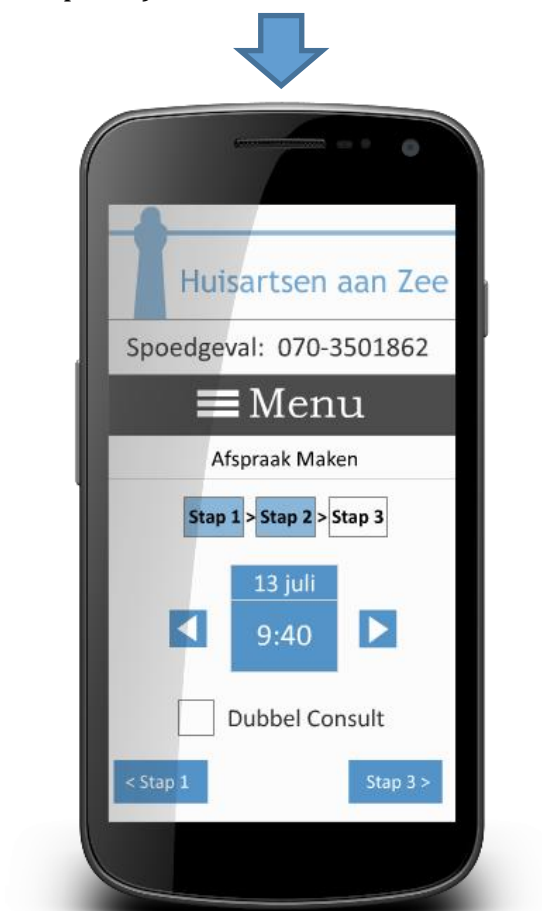 Huisartsen aan Zee
Spoedgeval: 070-3501862
Menu
Afspraak Maken
Stap 1 > Stap 2 > Stap 3
13 juli
9:40
Dubbel Consult
< Stap 1
Stap 3 >